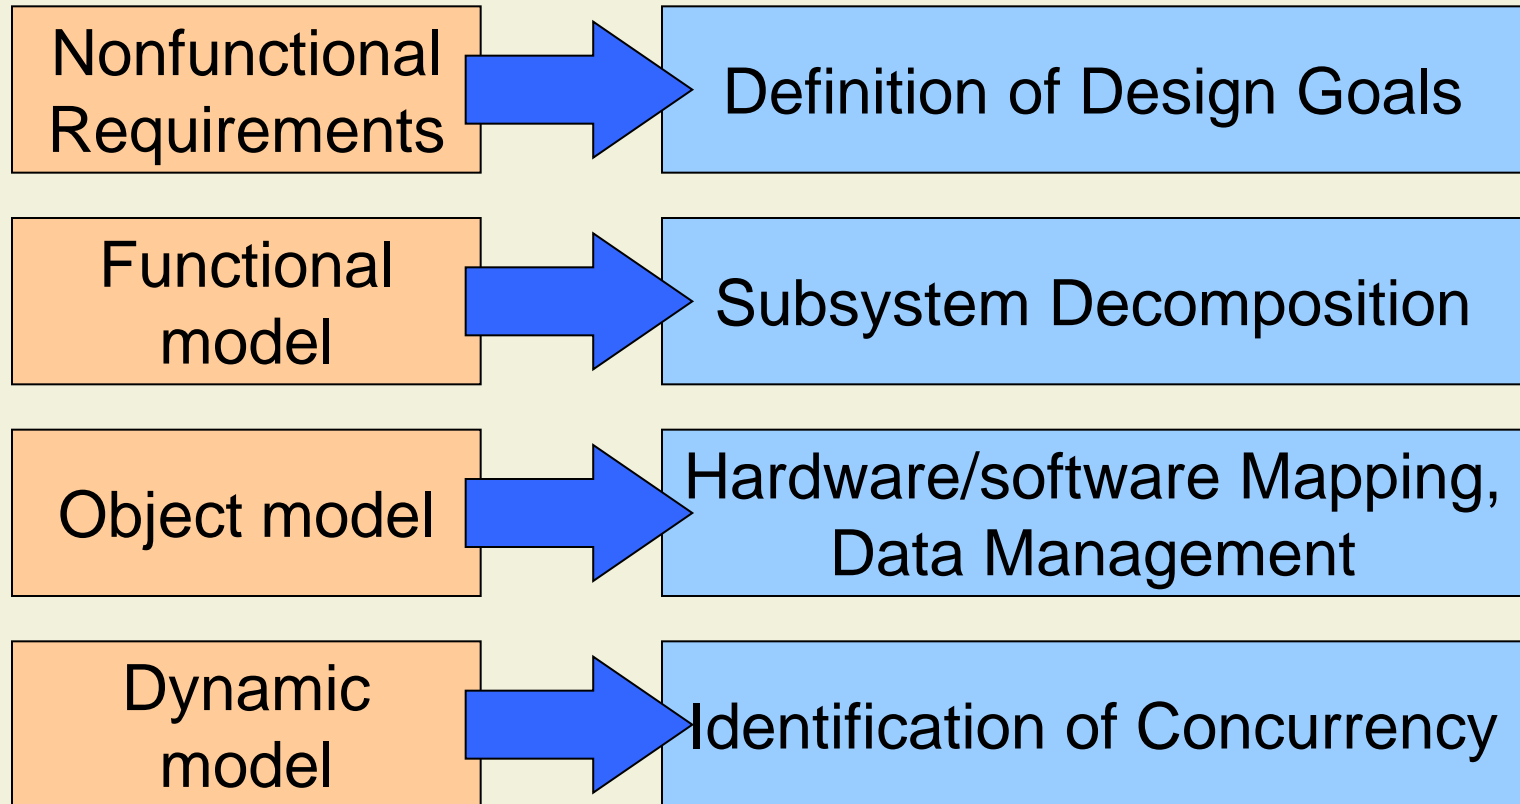 Nonfunctional
Requirements
Definition of Design Goals
Functional
model
Subsystem Decomposition
Object model
Hardware/software Mapping,
Data Management
Dynamic
model
Identification of Concurrency